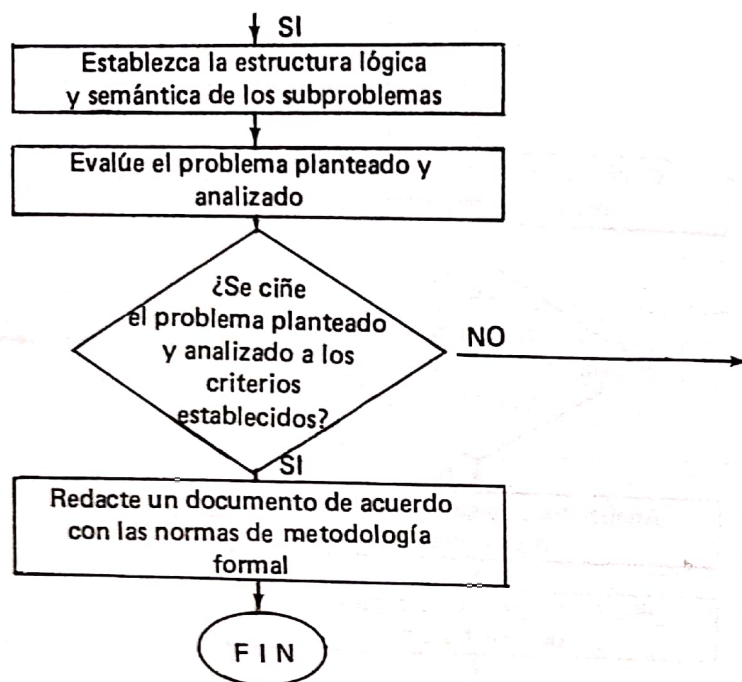 SI
Establezca la estructura lógica
y semántica de los subproblemas
Evalúe el problema planteado y
analizado
¿Se ciñe
el problema planteado
y analizado a los
criterios
establecidos?
NO
SI
Redacte un documento de acuerdo
con las normas de metodología
formal
FIN